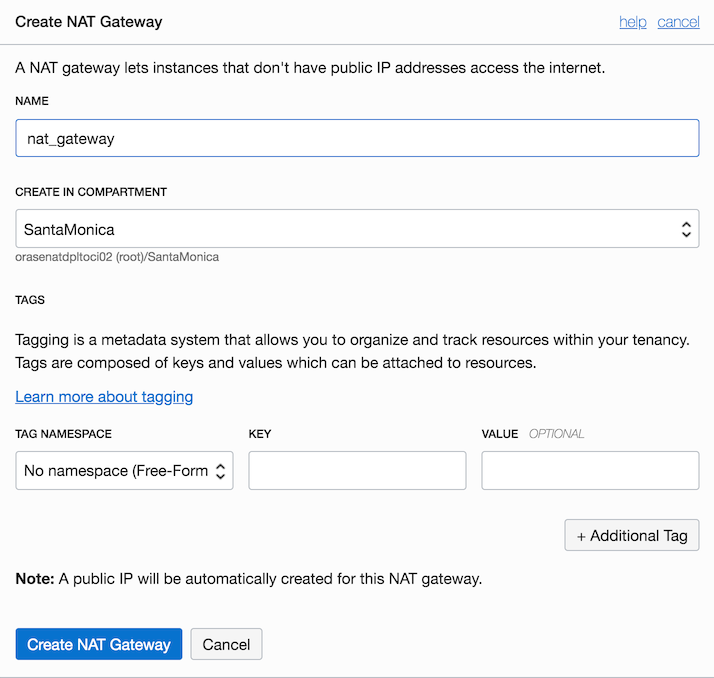 Create NAT Gateway help cancel
A NAT gateway lets instances that don't have public IP addresses access the internet.
NAME
nat_gateway
CREATE IN COMPARTMENT
SantaMonica
orasenatdpltoci02 (root)/SantaMonica
TAGS
Tagging is a metadata system that allows you to organize and track resources within your tenancy.
Tags are composed of keys and values which can be attached to resources.
Learn more about tagging
TAG NAMESPACE KEY VALUE OPTIONAL
No namespace (Free-Form
+ Additional Tag
Note: A public IP will be automatically created for this NAT gateway.
Create NAT Gateway Cancel